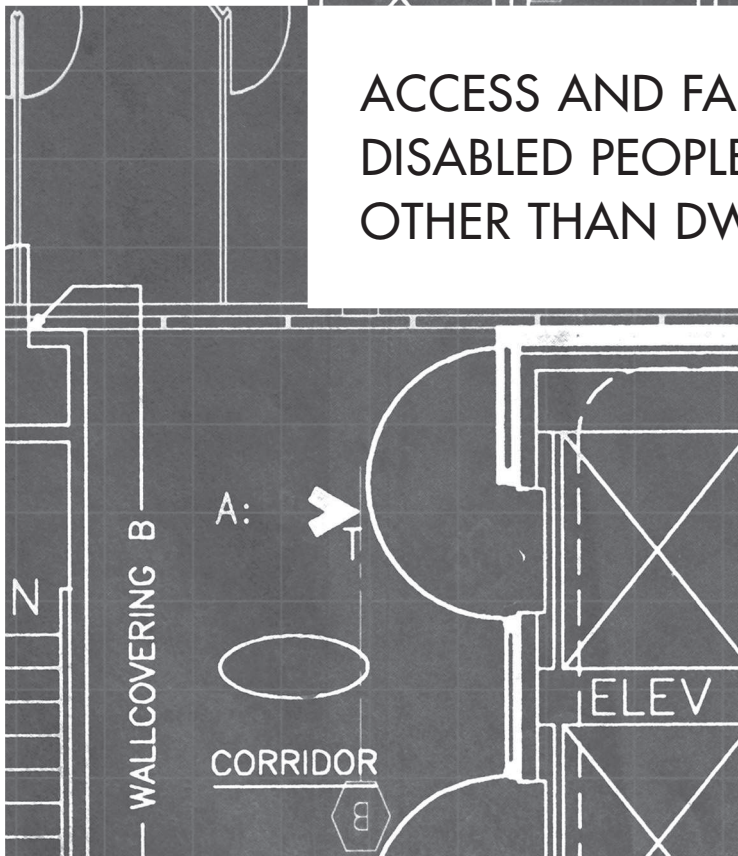 ACCESS AND FA
DISABLED PEOPLE
OTHER THAN DW
A:
T
N
WALLCOVERING B
ELEV
CORRIDOR
B